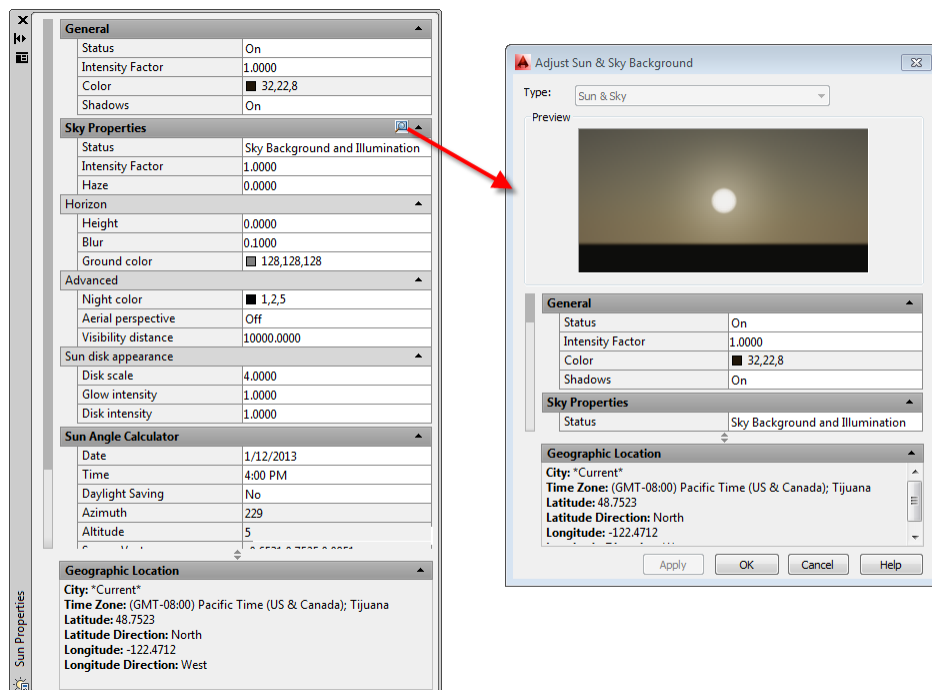 General
Status On
Intensity Factor 1.0000
Color 32,22,8
Shadows On
Sky Properties
Status Sky Background and Illumination
Intensity Factor 1.0000
Haze 0.0000
Horizon
Height 0.0000
Blur 0.1000
Ground color 128,128,128
Advanced
Night color 1,2,5
Aerial perspective Off
Visibility distance 10000.0000
Sun disk appearance
Disk scale 4.0000
Glow intensity 1.0000
Disk intensity 1.0000
Sun Angle Calculator
Date 1/12/2013
Time 4:00 PM
Daylight Saving No
Azimuth 229
Altitude 5
Geographic Location
City: *Current*
Time Zone: (GMT-08:00) Pacific Time (US & Canada); Tijuana
Latitude: 48.7523
Latitude Direction: North
Longitude: -122.4712
Longitude Direction: West
Sun Properties
Adjust Sun & Sky Background
Type: Sun & Sky
Preview
General
Status On
Intensity Factor 1.0000
Color 32,22,8
Shadows On
Sky Properties
Status Sky Background and Illumination
Geographic Location
City: *Current*
Time Zone: (GMT-08:00) Pacific Time (US & Canada); Tijuana
Latitude: 48.7523
Latitude Direction: North
Longitude: -122.4712
Apply OK Cancel Help